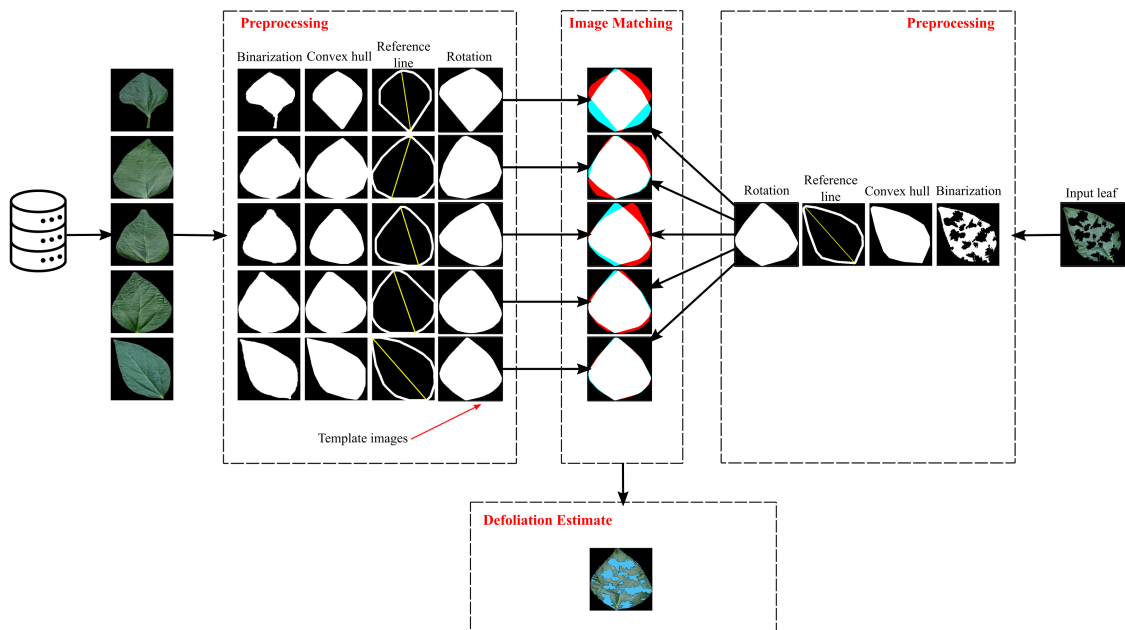 Preprocessing
Binarization
Convex hull
Reference
line
Rotation
Template images
Image Matching
Preprocessing
Rotation
Reference
line
Convex hull
Binarization
Input leaf
Defoliation Estimate